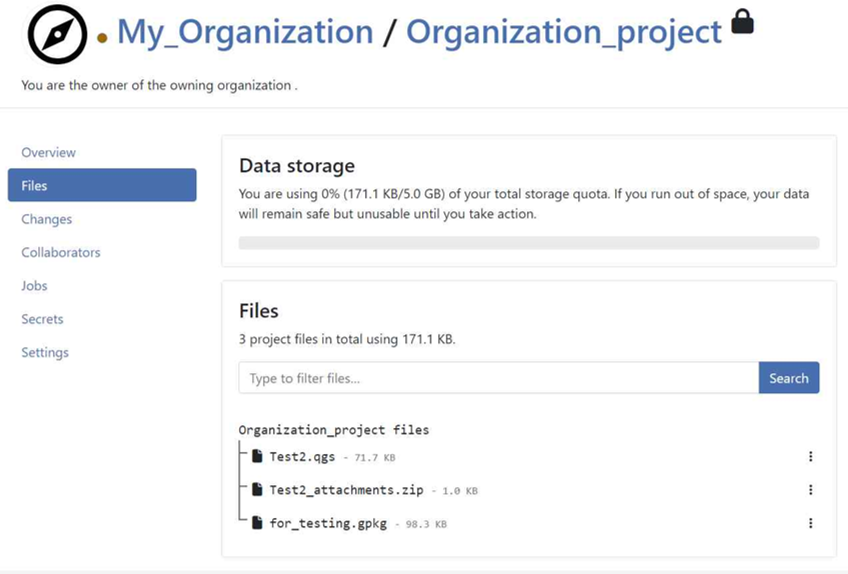 My_Organization / Organization_project
You are the owner of the owning organization .
Overview
Files
Changes
Collaborators
Jobs
Secrets
Settings
Data storage
You are using 0% (171.1 KB/5.0 GB) of your total storage quota. If you run out of space, your data
will remain safe but unusable until you take action.
Files
3 project files in total using 171.1 KB.
Type to filter files...
Search
Organization_project files
Test2.qgs - 71.7 KB
Test2_attachments.zip - 1.0 KB
for_testing.gpkg - 98.3 KB